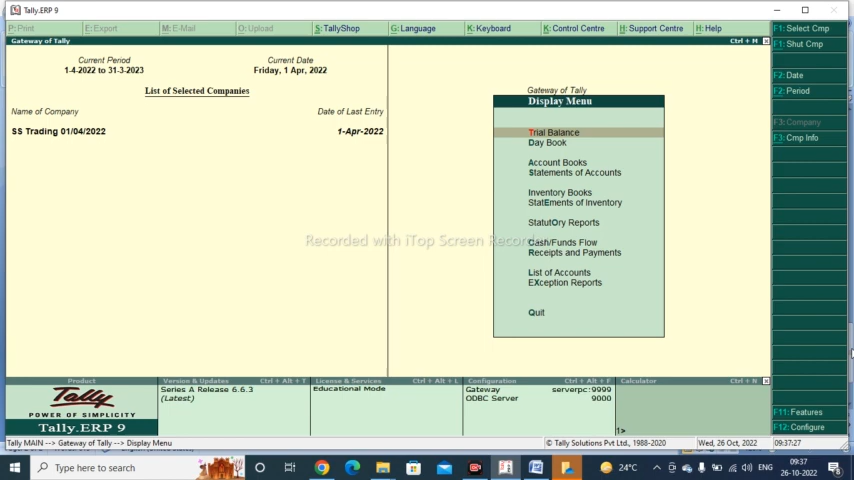 Tally.ERP 9
P: Print E: Export M: E-Mail O: Upload S: TallyShop G: Language K: Keyboard K: Control Centre H: Support Centre H: Help F1: Select Cmp
Gateway of Tally Ctrl + M
F1: Shut Cmp
Current Period Current Date
1-4-2022 to 31-3-2023 Friday, 1 Apr, 2022
F2: Date
List of Selected Companies
Gateway of Tally
F2: Period
Display Menu
Name of Company Date of Last Entry
F3: Company
SS Trading 01/04/2022 1-Apr-2022
F3: Cmp Info
Trial Balance
Day Book
Account Books
Statements of Accounts
Inventory Books
StatEments of Inventory
StatutOry Reports
Recorded with iTop Screen Recorder
Cash/Funds Flow
Receipts and Payments
List of Accounts
EXception Reports
Quit
Product Version & Updates Ctrl + Alt + T License & Services Ctrl + Alt + L Configuration Ctrl + Alt + F Calculator Ctrl + N
Tally
POWER OF SIMPLICITY
Tally.ERP 9
Series A Release 6.6.3
(Latest)
Educational Mode
Gateway serverpc:9999
ODBC Server 9000
1>
F11: Features
F12: Configure
Tally MAIN --> Gateway of Tally --> Display Menu © Tally Solutions Pvt Ltd., 1988-2020 Wed, 26 Oct, 2022 09:37:27
Type here to search 24°C ENG 09:37
26-10-2022 8